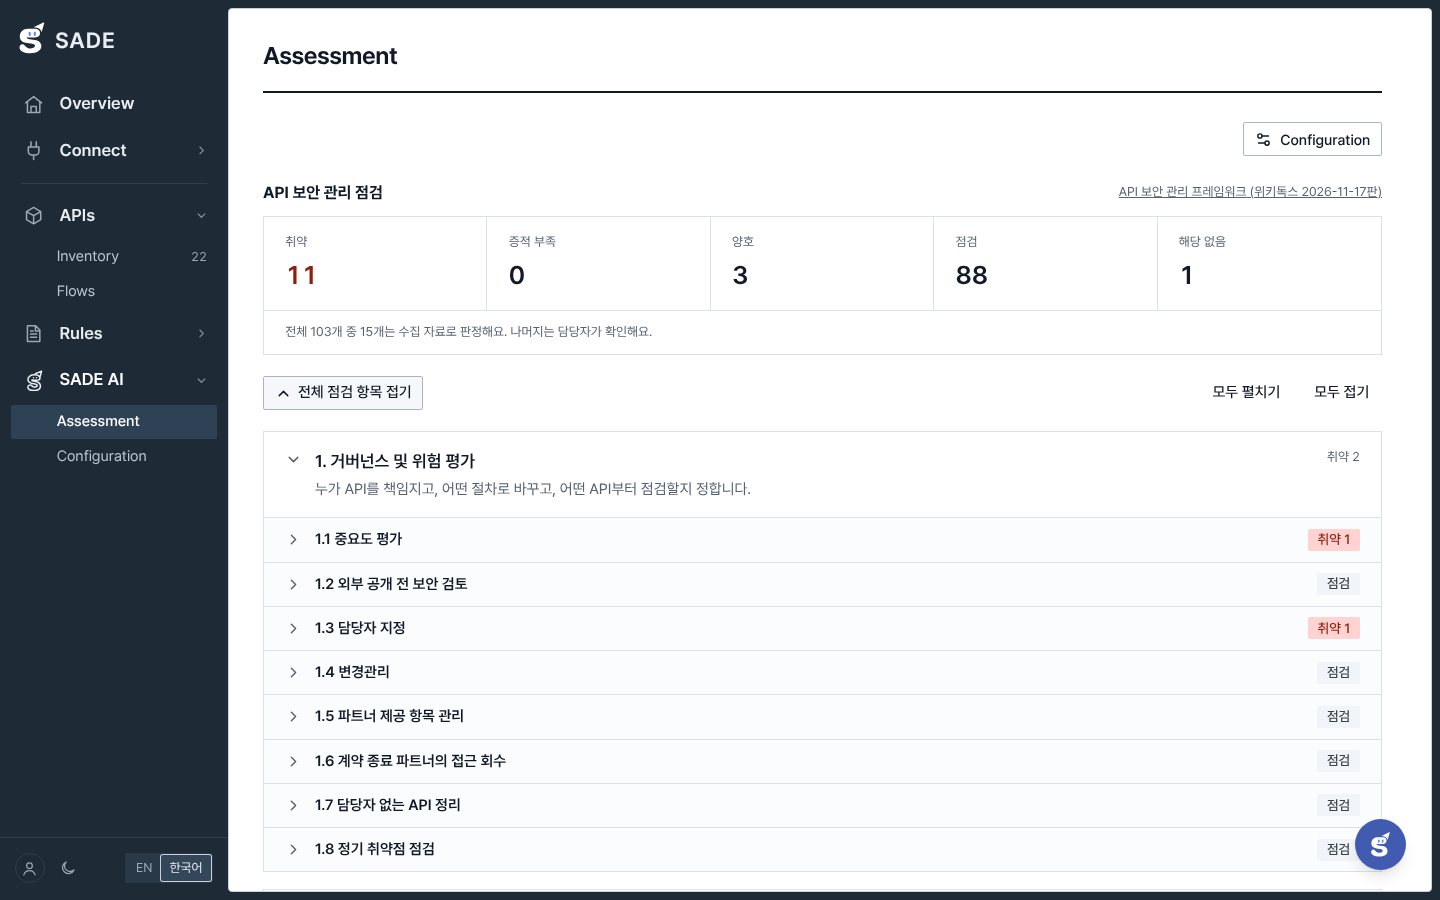 SADE
Overview
Connect
APIs
Inventory 22
Flows
Rules
SADE AI
Assessment
Configuration
EN 한국어
Assessment
Configuration
API 보안 관리 점검
API 보안 관리 프레임워크 (위키독스 2026-11-17판)
취약
11
증적 부족
0
양호
3
점검
88
해당 없음
1
전체 103개 중 15개는 수집 자료로 판정해요. 나머지는 담당자가 확인해요.
전체 점검 항목 접기
모두 펼치기
모두 접기
1. 거버넌스 및 위험 평가
취약 2
누가 API를 책임지고, 어떤 절차로 바꾸고, 어떤 API부터 점검할지 정합니다.
1.1 중요도 평가
취약 1
1.2 외부 공개 전 보안 검토
점검
1.3 담당자 지정
취약 1
1.4 변경관리
점검
1.5 파트너 제공 항목 관리
점검
1.6 계약 종료 파트너의 접근 회수
점검
1.7 담당자 없는 API 정리
점검
1.8 정기 취약점 점검
점검